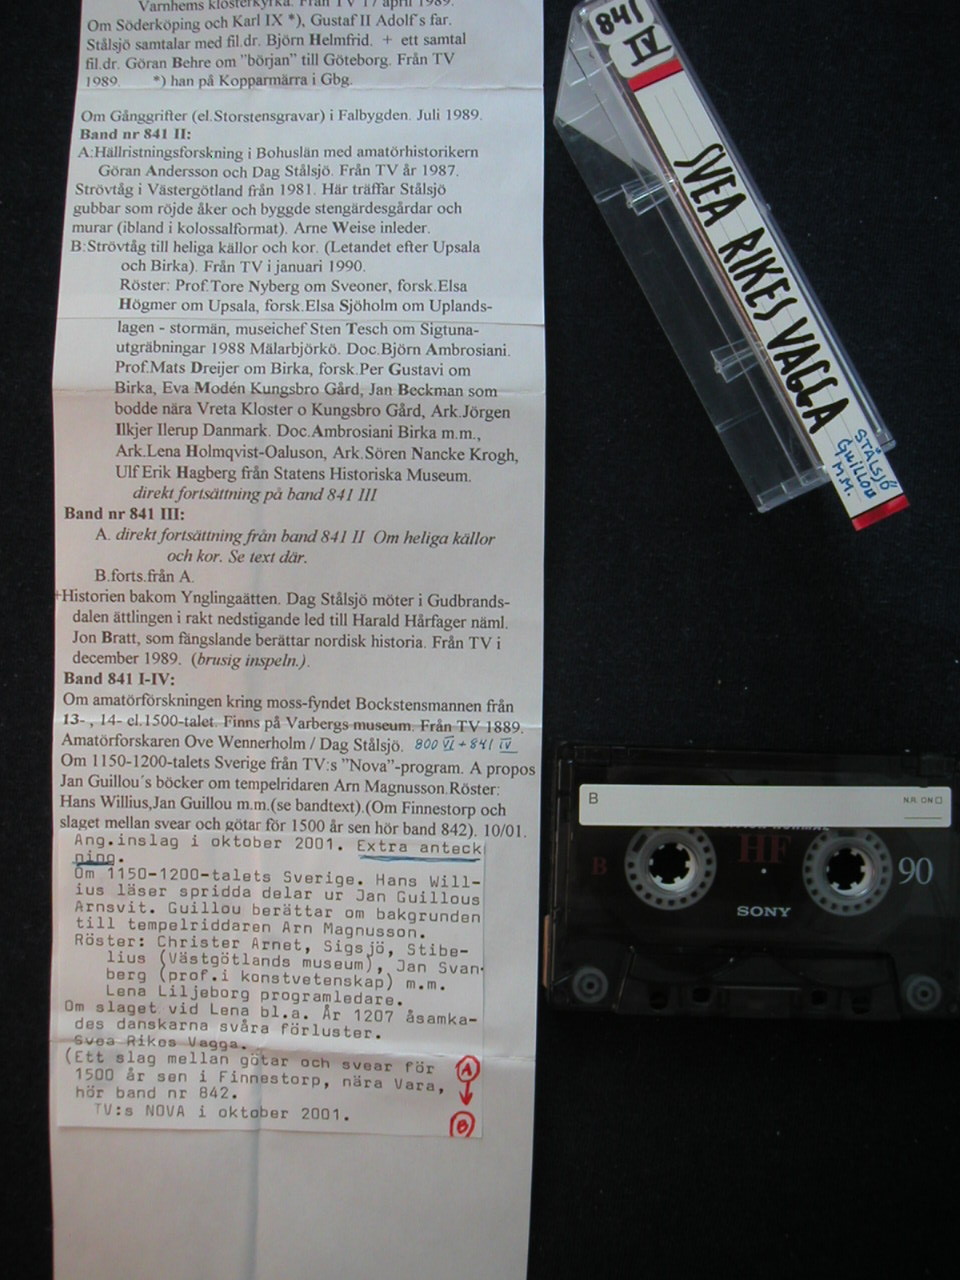 Varnhems klosterkyrka. Från TV 17 april 1989.
Om Söderköping och Karl IX *), Gustaf II Adolf's far.
Stålsjö samtalar med fil.dr. Björn Helmfrid. + ett samtal
fil.dr. Göran Behre om "början" till Göteborg. Från TV
1989. *) han på Kopparmärra i Gbg.
Om Gånggrifter (el.Storstensgravar) i Falbygden. Juli 1989.
Band nr 841 II:
A:Hällristningsforskning i Bohuslän med amatörhistorikern
Göran Andersson och Dag Stålsjö. Från TV år 1987.
Strövtåg i Västergötland från 1981. Här träffar Stålsjö
gubbar som röjde åker och byggde stengärdesgårdar och
murar (ibland i kolossalformat). Arne Weise inleder.
B:Strövtåg till heliga källor och kor. (Letandet efter Upsala
och Birka). Från TV i januari 1990.
Röster: Prof.Tore Nyberg om Sveoner, forsk.Elsa
Högmer om Upsala, forsk.Elsa Sjöholm om Uplands-
lagen - stormän, museichef Sten Tesch om Sigtuna-
utgräbningar 1988 Mälarbjörkö. Doc.Björn Ambrosiani.
Prof.Mats Dreijer om Birka, forsk.Per Gustavi om
Birka, Eva Modén Kungsbro Gård, Jan Beckman som
bodde nära Vreta Kloster o Kungsbro Gård, Ark.Jörgen
Ilkjer Ilerup Danmark. Doc.Ambrosiani Birka m.m.,
Ark.Lena Holmqvist-Oaluson, Ark.Sören Nancke Krogh,
Ulf Erik Hagberg från Statens Historiska Museum.
direkt fortsättning på band 841 III
Band nr 841 III:
A. direkt fortsättning från band 841 II Om heliga källor
och kor. Se text där.
B.forts.från A.
+Historien bakom Ynglingaätten. Dag Stålsjö möter i Gudbrands-
dalen ättlingen i rakt nedstigande led till Harald Hårfager näml.
Jon Bratt, som fängslande berättar nordisk historia. Från TV i
december 1989. (brusig inspeln.).
Band 841 I-IV:
Om amatörforskningen kring moss-fyndet Bockstensmannen från
13- , 14- el.1500-talet. Finns på Varbergs museum. Från TV 1889.
Amatörforskaren Ove Wennerholm / Dag Stålsjö. 800 VI + 841 IV
Om 1150-1200-talets Sverige från TV:s "Nova"-program. A propos
Jan Guillou's böcker om tempelridaren Arn Magnusson.Röster:
Hans Willius,Jan Guillou m.m.(se bandtext).(Om Finnestorp och
slaget mellan svear och götar för 1500 år sen hör band 842). 10/01.
Ang.inslag i oktober 2001. Extra anteck
ning.
Om 1150-1200-talets Sverige. Hans Will-
ius läser spridda delar ur Jan Guillous
Arnsvit. Guillou berättar om bakgrunden
till tempelriddaren Arn Magnusson.
Röster: Christer Arnet, Sigsjö, Stibe-
lius (Västgötlands museum), Jan Svan-
berg (prof.i konstvetenskap) m.m.
Lena Liljeborg programledare.
Om slaget vid Lena bl.a. År 1207 åsamka-
des danskarna svåra förluster.
Svea Rikes Vagga.
(Ett slag mellan götar och svear för
1500 år sen i Finnestorp, nära Vara,
hör band nr 842.
TV:s NOVA i oktober 2001.
A
B
841
IV
SVEA RIKES VAGGA
STÅLSJÖ
GUILLOU
M.M.
B
N.R. ON
B HF 90
SONY